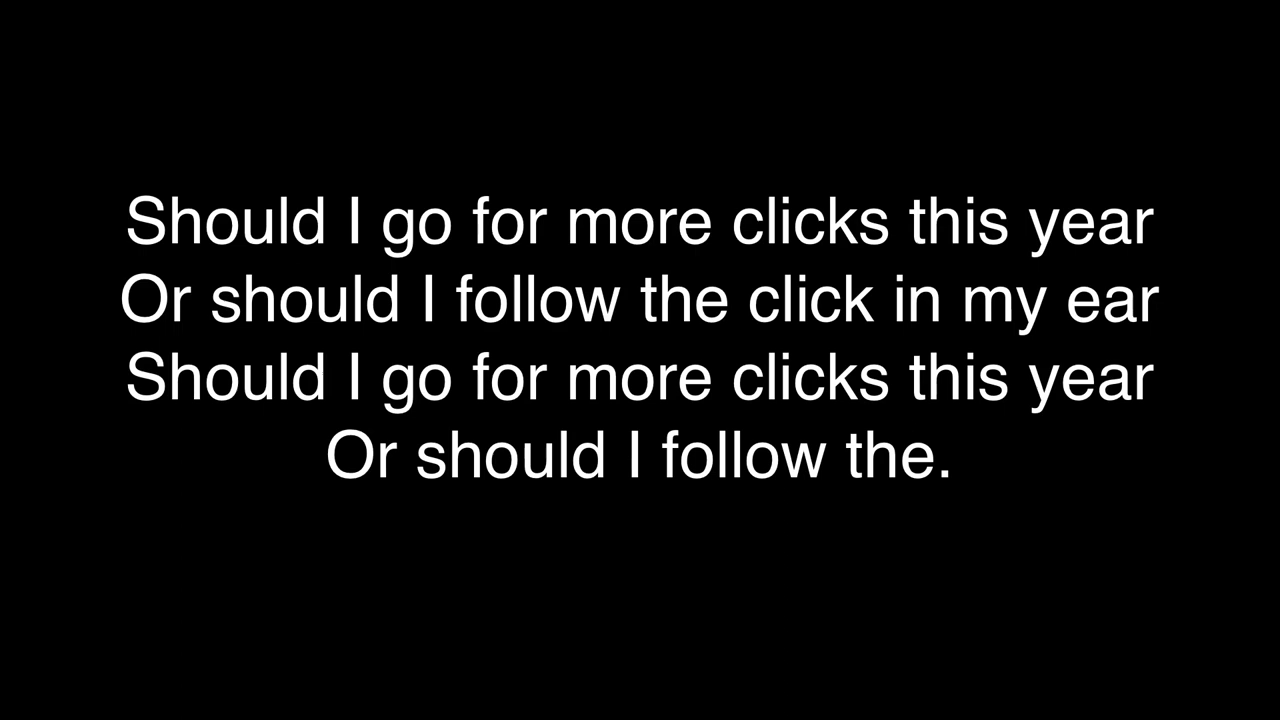 Should I go for more clicks this year
Or should I follow the click in my ear
Should I go for more clicks this year
Or should I follow the.